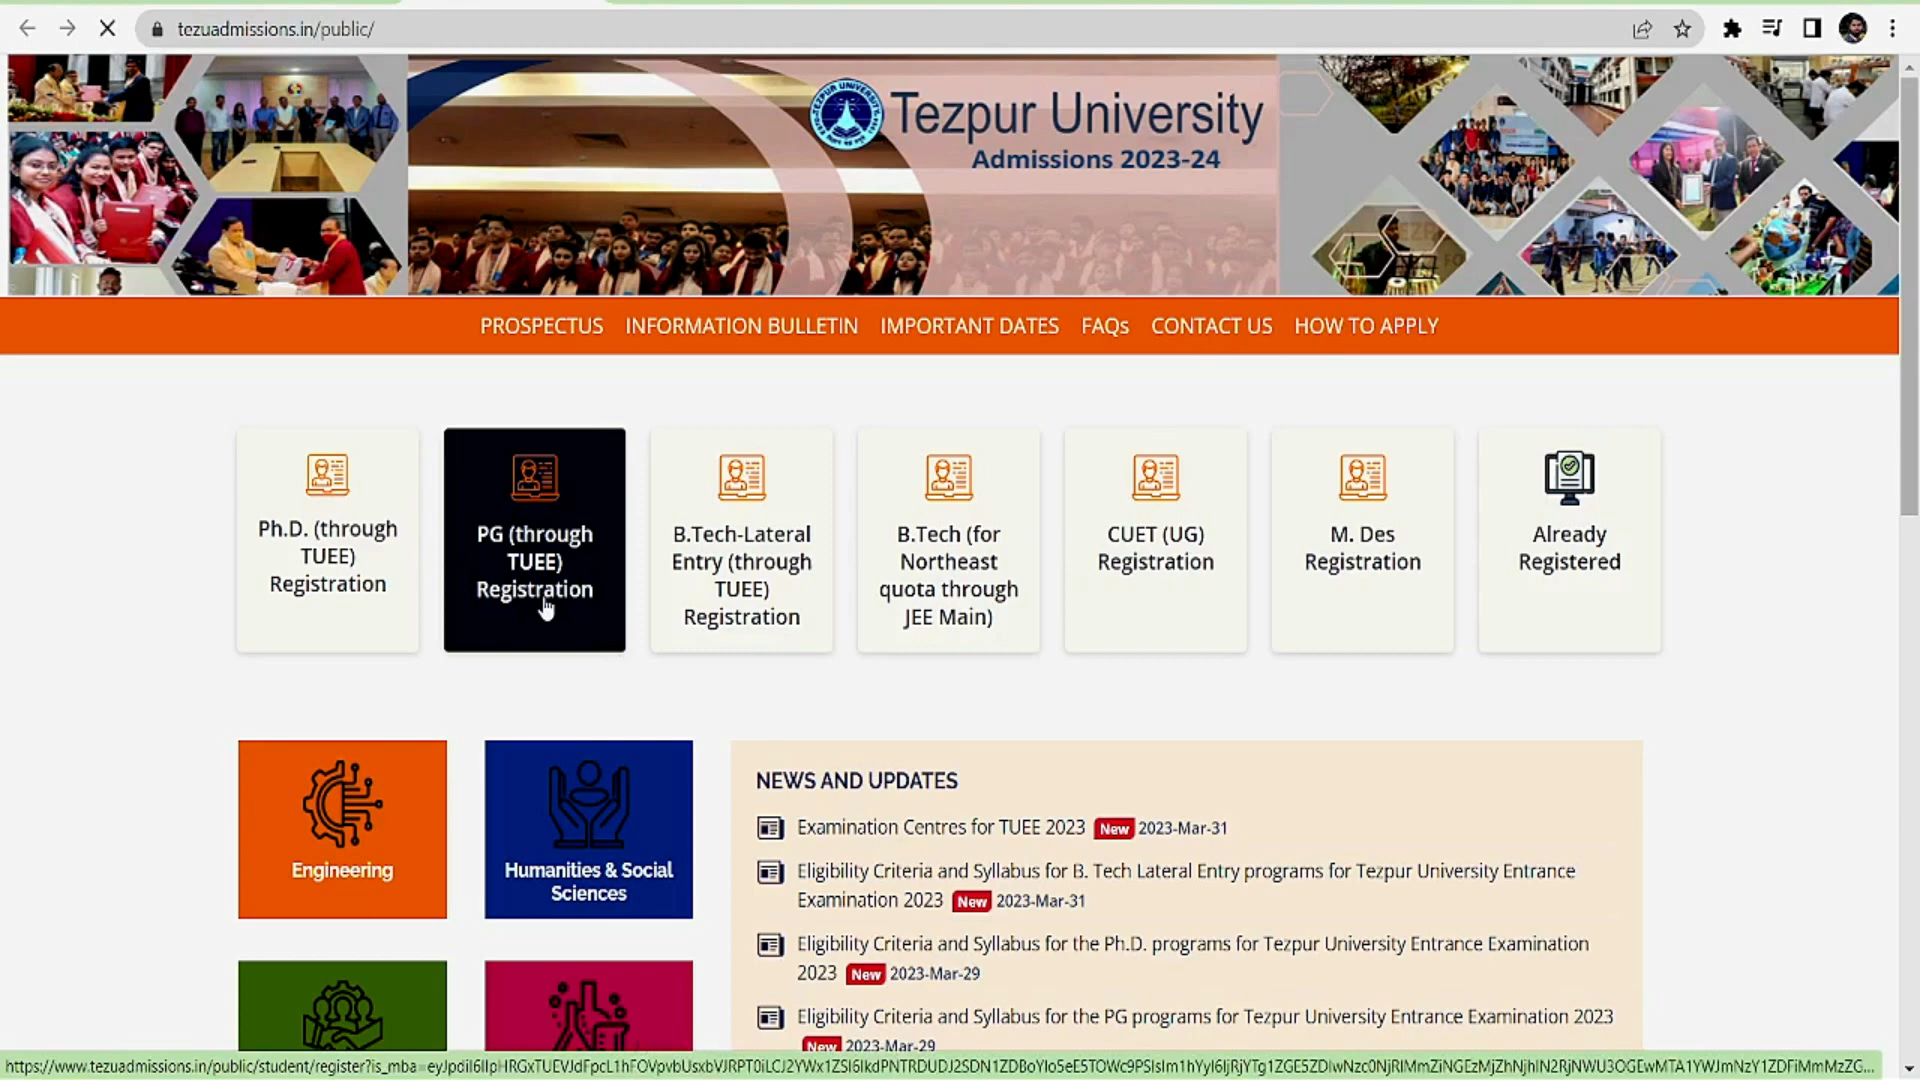 tezuadmissions.in/public/
Tezpur University
Admissions 2023-24
PROSPECTUS INFORMATION BULLETIN IMPORTANT DATES FAQs CONTACT US HOW TO APPLY
Ph.D. (through
TUEE)
Registration
PG (through
TUEE)
Registration
B.Tech-Lateral
Entry (through
TUEE)
Registration
B.Tech (for
Northeast
quota through
JEE Main)
CUET (UG)
Registration
M. Des
Registration
Already
Registered
Engineering
Humanities & Social
Sciences
NEWS AND UPDATES
Examination Centres for TUEE 2023 New 2023-Mar-31
Eligibility Criteria and Syllabus for B. Tech Lateral Entry programs for Tezpur University Entrance
Examination 2023 New 2023-Mar-31
Eligibility Criteria and Syllabus for the Ph.D. programs for Tezpur University Entrance Examination
2023 New 2023-Mar-29
Eligibility Criteria and Syllabus for the PG programs for Tezpur University Entrance Examination 2023
New 2023-Mar-29